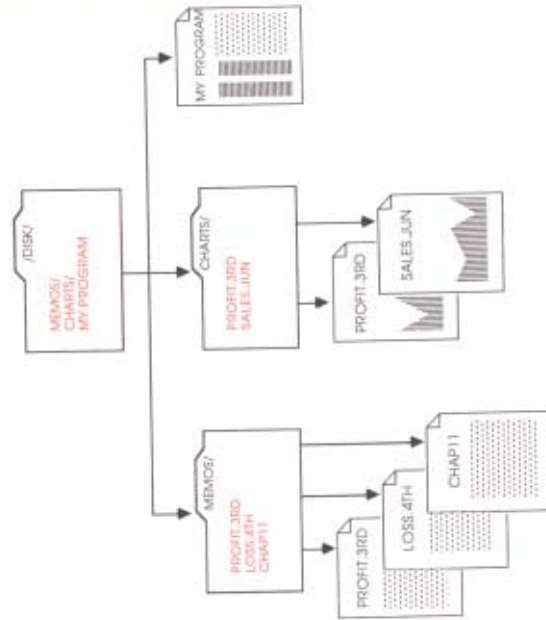 /DISK/
MEMOS/
CHARTS/
MY.PROGRAM
MEMOS/
PROFIT.3RD
LOSS.4TH
CHAP11
CHARTS/
PROFIT.3RD
SALES.JUN
MY PROGRAM
PROFIT.3RD
LOSS.4TH
CHAP11
PROFIT.3RD
SALES.JUN